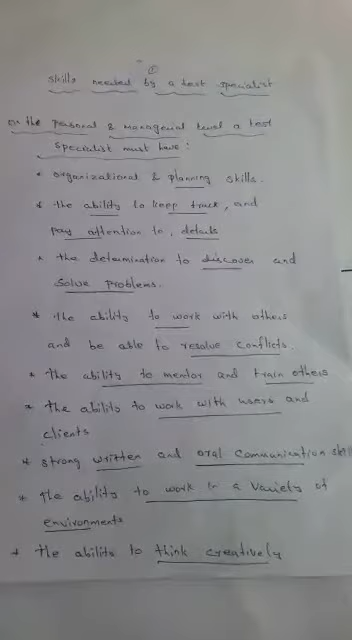 ①
skills needed by a test specialist
on the personal & managerial level a test
specialist must have:
* organizational & planning skills.
* the ability to keep track, and
pay attention to, details
* the determination to discover and
solve problems.
* the ability to work with others
and be able to resolve conflicts.
* the ability to mentor and train others
* the ability to work with users and
clients
* strong written and oral communication skill
* the ability to work in a variety of
environments
* the ability to think creatively